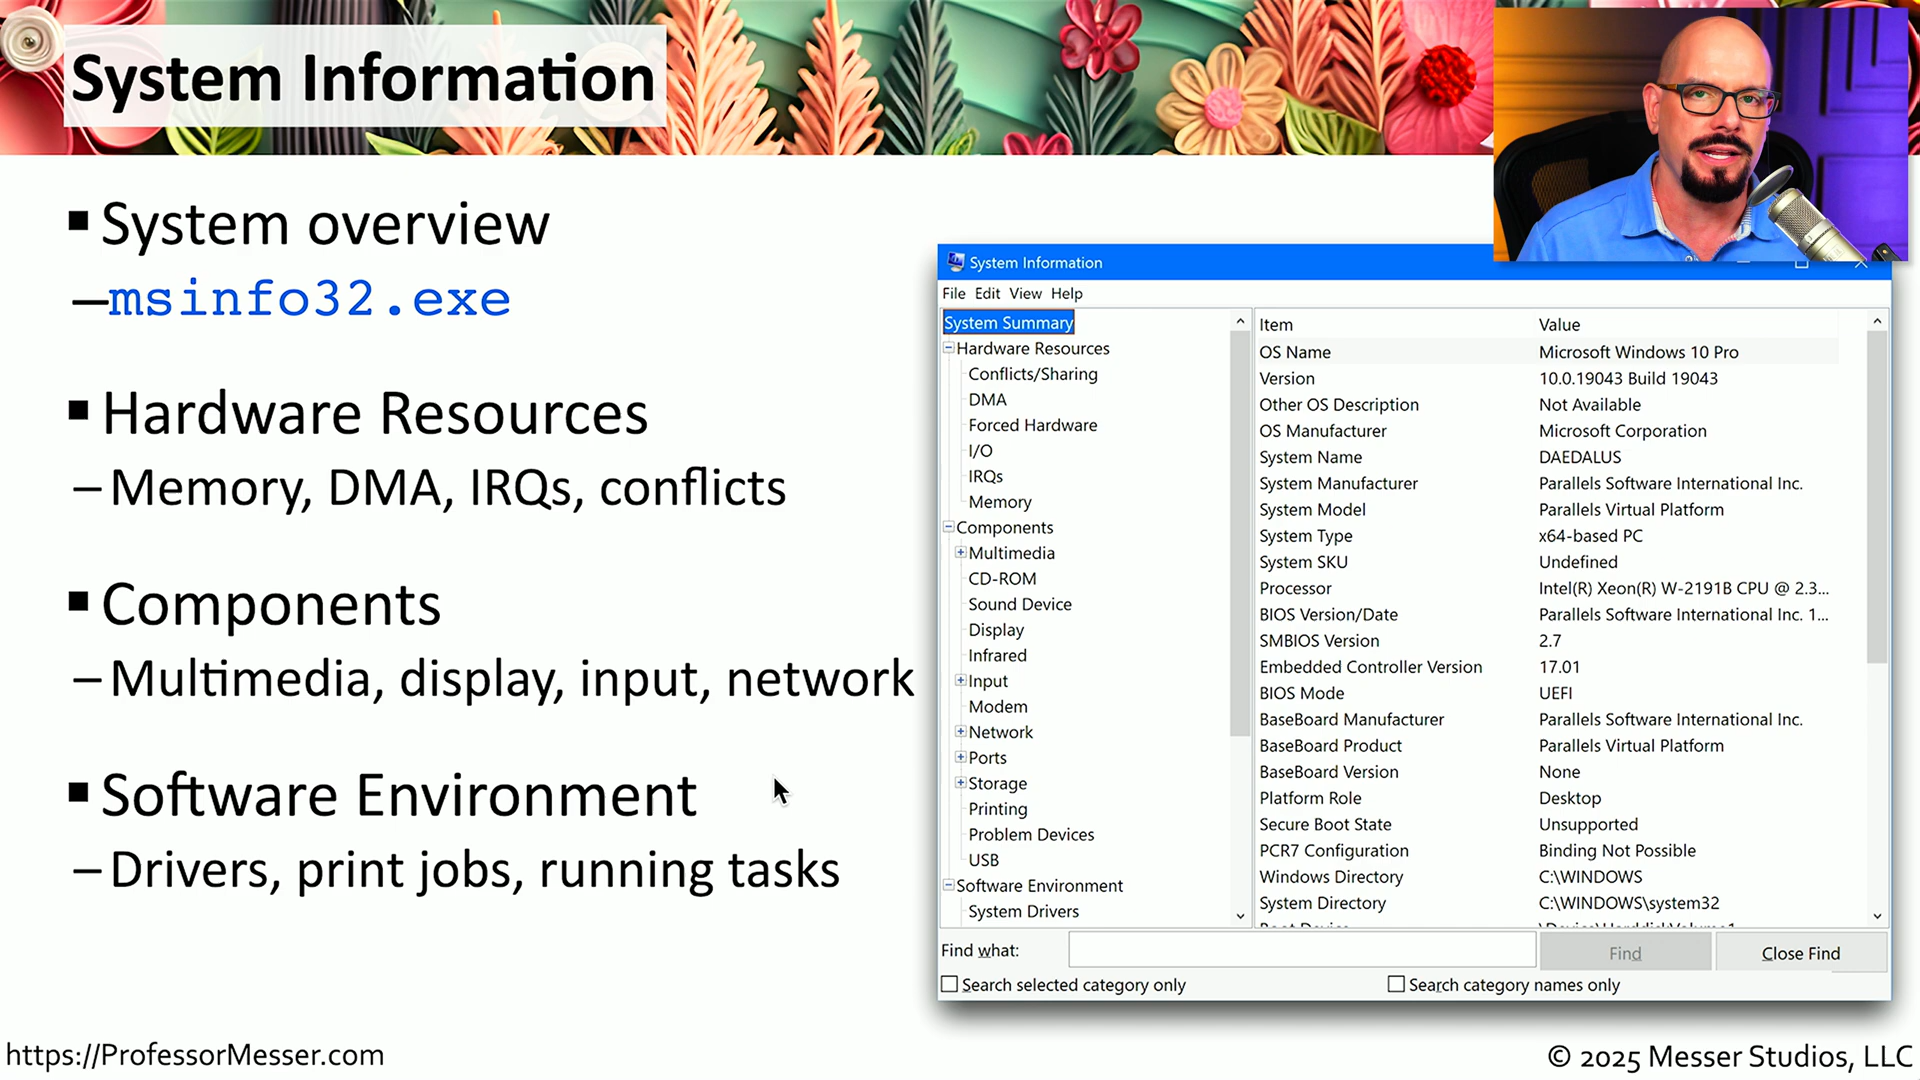 System Information
▪ System overview
–msinfo32.exe
▪ Hardware Resources
– Memory, DMA, IRQs, conflicts
▪ Components
– Multimedia, display, input, network
▪ Software Environment
– Drivers, print jobs, running tasks
System Information
File Edit View Help
System Summary
Hardware Resources
Conflicts/Sharing
DMA
Forced Hardware
I/O
IRQs
Memory
Components
Multimedia
CD-ROM
Sound Device
Display
Infrared
Input
Modem
Network
Ports
Storage
Printing
Problem Devices
USB
Software Environment
System Drivers
Item Value
OS Name Microsoft Windows 10 Pro
Version 10.0.19043 Build 19043
Other OS Description Not Available
OS Manufacturer Microsoft Corporation
System Name DAEDALUS
System Manufacturer Parallels Software International Inc.
System Model Parallels Virtual Platform
System Type x64-based PC
System SKU Undefined
Processor Intel(R) Xeon(R) W-2191B CPU @ 2.3...
BIOS Version/Date Parallels Software International Inc. 1...
SMBIOS Version 2.7
Embedded Controller Version 17.01
BIOS Mode UEFI
BaseBoard Manufacturer Parallels Software International Inc.
BaseBoard Product Parallels Virtual Platform
BaseBoard Version None
Platform Role Desktop
Secure Boot State Unsupported
PCR7 Configuration Binding Not Possible
Windows Directory C:\WINDOWS
System Directory C:\WINDOWS\system32
Find what: Find Close Find
Search selected category only Search category names only
https://ProfessorMesser.com
© 2025 Messer Studios, LLC